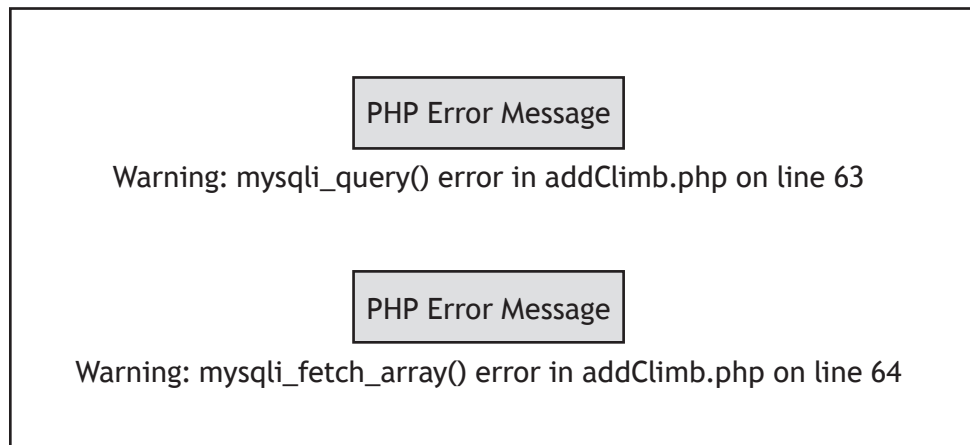 PHP Error Message
Warning: mysqli_query() error in addClimb.php on line 63
PHP Error Message
Warning: mysqli_fetch_array() error in addClimb.php on line 64